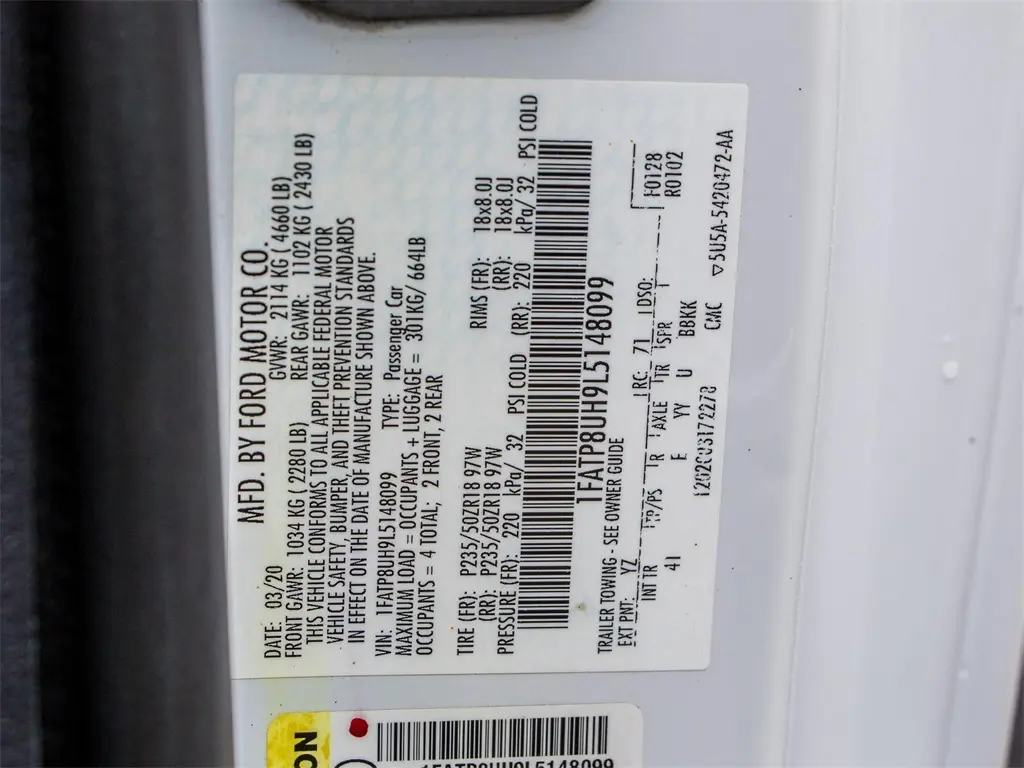 MFD. BY FORD MOTOR CO.
DATE: 03/20 GVWR: 2114 KG ( 4660 LB)
FRONT GAWR: 1034 KG ( 2280 LB) REAR GAWR: 1102 KG ( 2430 LB)
THIS VEHICLE CONFORMS TO ALL APPLICABLE FEDERAL MOTOR
VEHICLE SAFETY, BUMPER, AND THEFT PREVENTION STANDARDS
IN EFFECT ON THE DATE OF MANUFACTURE SHOWN ABOVE.
VIN: 1FATP8UH9L5148099 TYPE: Passenger Car
MAXIMUM LOAD = OCCUPANTS + LUGGAGE = 301KG/ 664LB
OCCUPANTS = 4 TOTAL; 2 FRONT, 2 REAR
TIRE (FR): P235/50ZR18 97W RIMS (FR): 18x8.0J
(RR): P235/50ZR18 97W (RR): 18x8.0J
PRESSURE (FR): 220 kPa/ 32 PSI COLD (RR): 220 kPa/ 32 PSI COLD
1FATP8UH9L5148099
TRAILER TOWING - SEE OWNER GUIDE
EXT PNT: YZ RC: 71 DSO: F0128
INT TR TP/PS R AXLE TR SPR R0102
41 E YY U BBKK
1202003172278 CMC 5U5A-5420472-AA
ON
1FATP8UH9L5148099